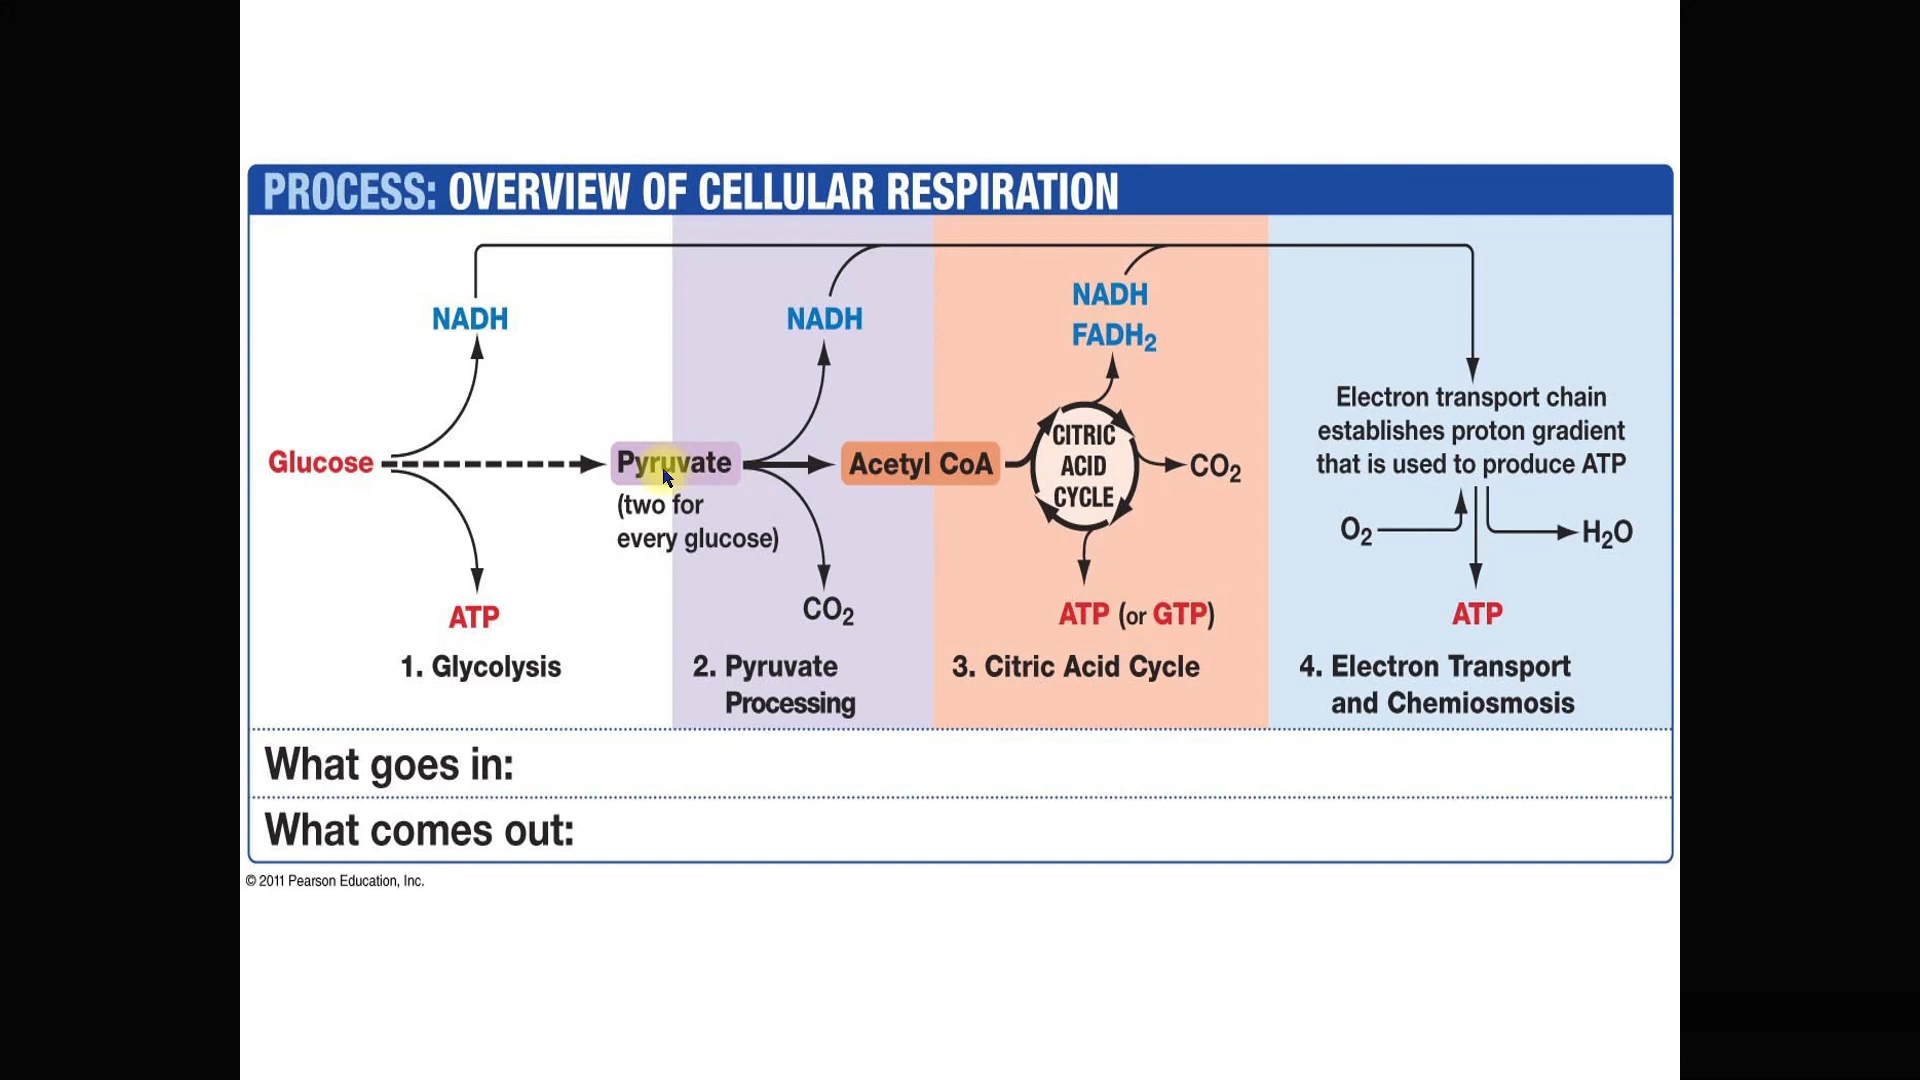 PROCESS: OVERVIEW OF CELLULAR RESPIRATION
NADH
NADH
NADH
FADH2
Glucose
Pyruvate
(two for
every glucose)
Acetyl CoA
CITRIC
ACID
CYCLE
CO2
Electron transport chain
establishes proton gradient
that is used to produce ATP
O2
H2O
ATP
CO2
ATP (or GTP)
ATP
1. Glycolysis
2. Pyruvate
Processing
3. Citric Acid Cycle
4. Electron Transport
and Chemiosmosis
What goes in:
What comes out:
© 2011 Pearson Education, Inc.